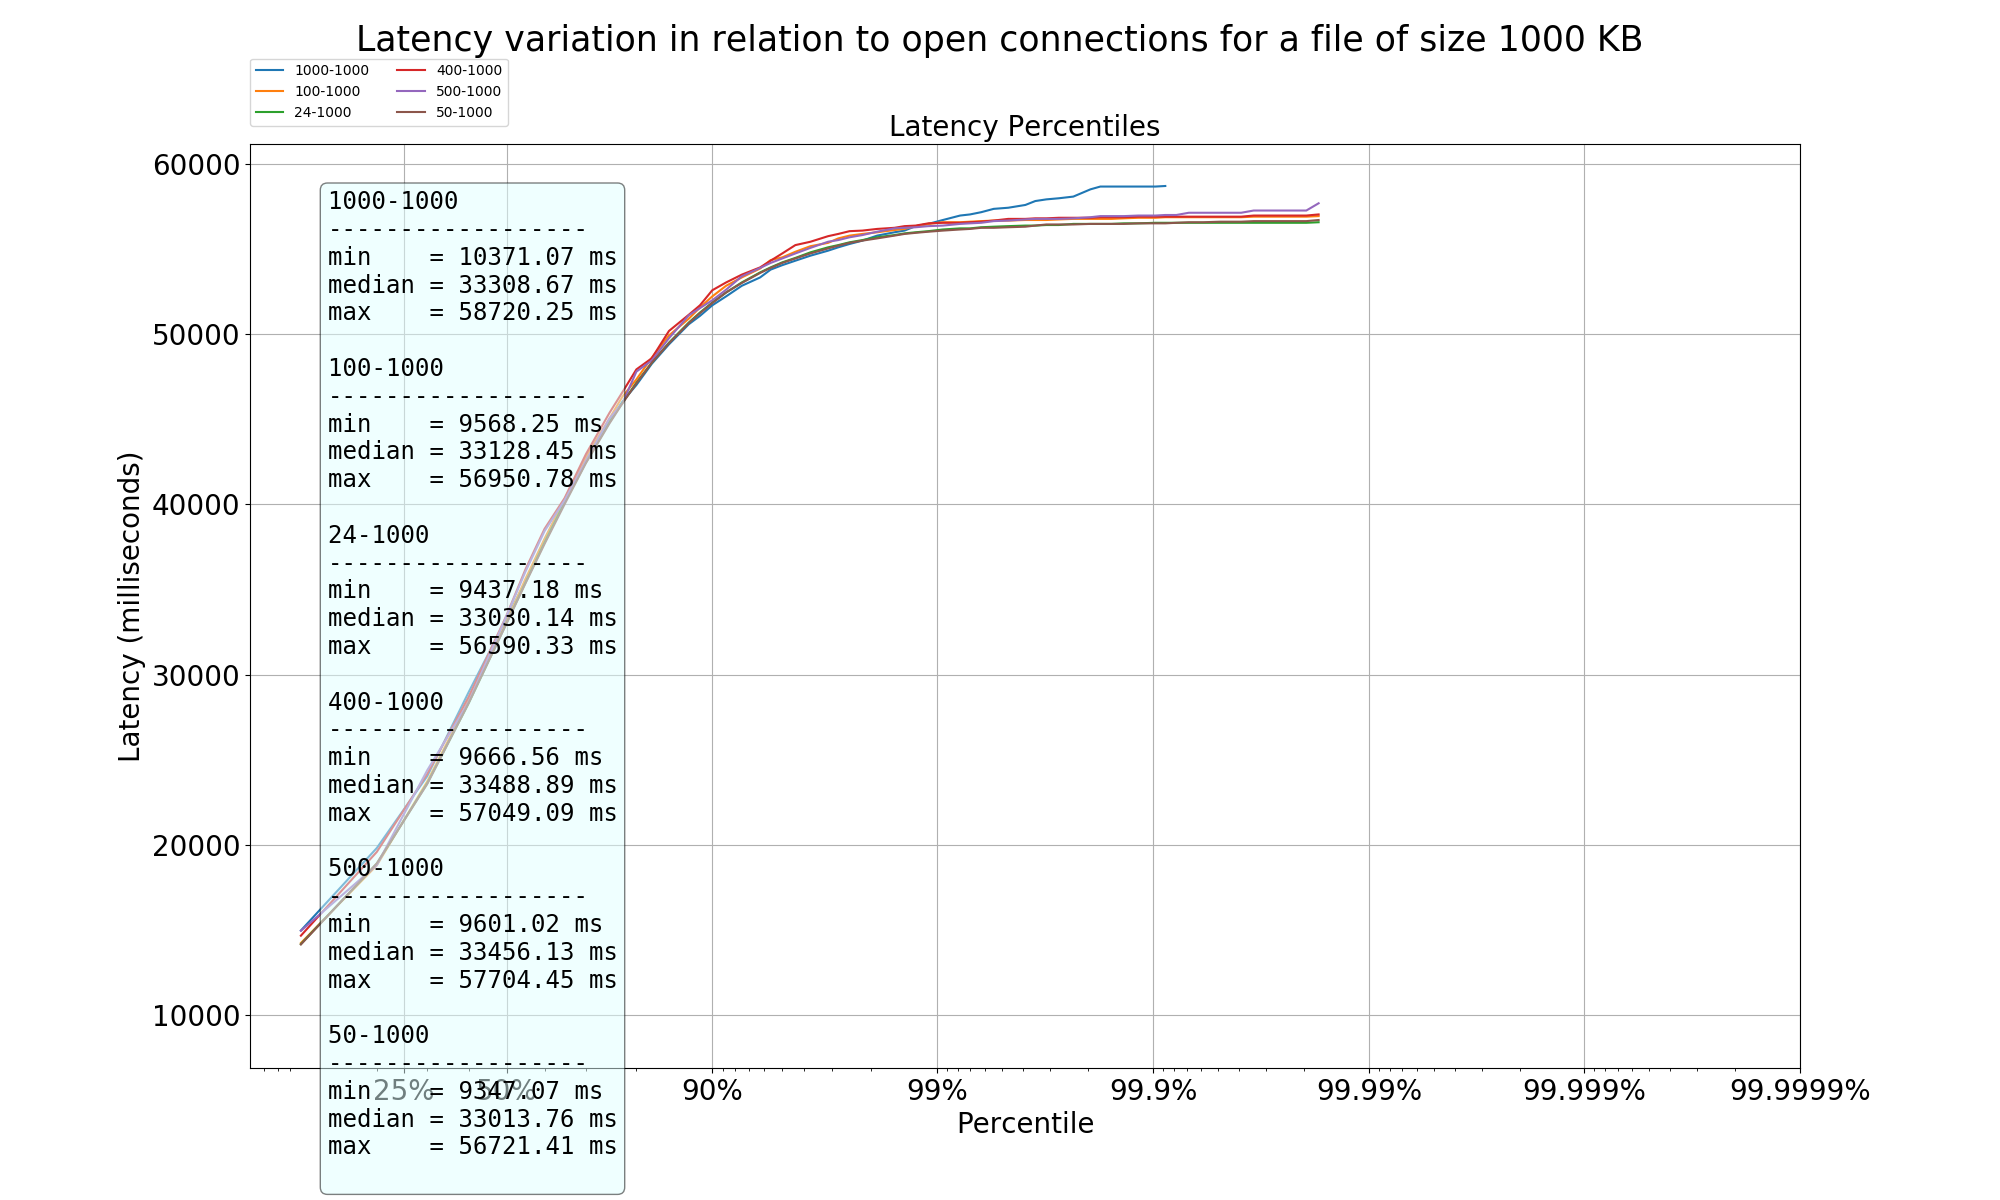 Latency variation in relation to open connections for a file of size 1000 KB
1000-1000 400-1000
100-1000 500-1000
24-1000 50-1000
Latency Percentiles
60000
50000
40000
30000
20000
10000
Latency (milliseconds)
1000-1000
------------------
min = 10371.07 ms
median = 33308.67 ms
max = 58720.25 ms
100-1000
------------------
min = 9568.25 ms
median = 33128.45 ms
max = 56950.78 ms
24-1000
------------------
min = 9437.18 ms
median = 33030.14 ms
max = 56590.33 ms
400-1000
------------------
min = 9666.56 ms
median = 33488.89 ms
max = 57049.09 ms
500-1000
------------------
min = 9601.02 ms
median = 33456.13 ms
max = 57704.45 ms
50-1000
------------------
min = 9347.07 ms
median = 33013.76 ms
max = 56721.41 ms
25% 50% 90% 99% 99.9% 99.99% 99.999% 99.9999%
Percentile